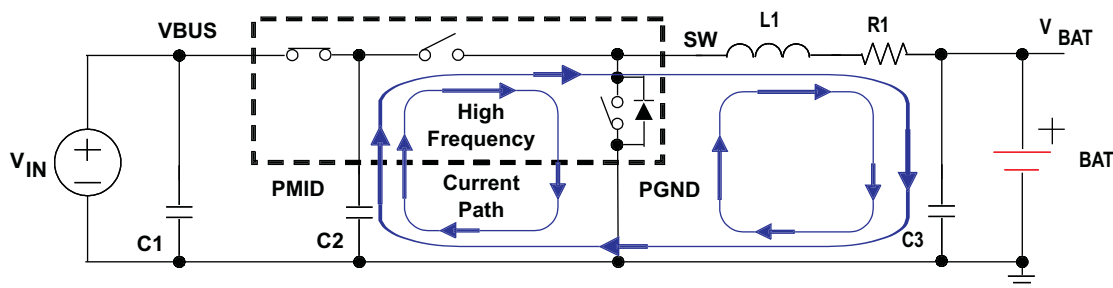 VBUS
SW
L1
R1
V BAT
High
Frequency
V IN
+
BAT
PMID
Current
Path
PGND
C1
C2
C3